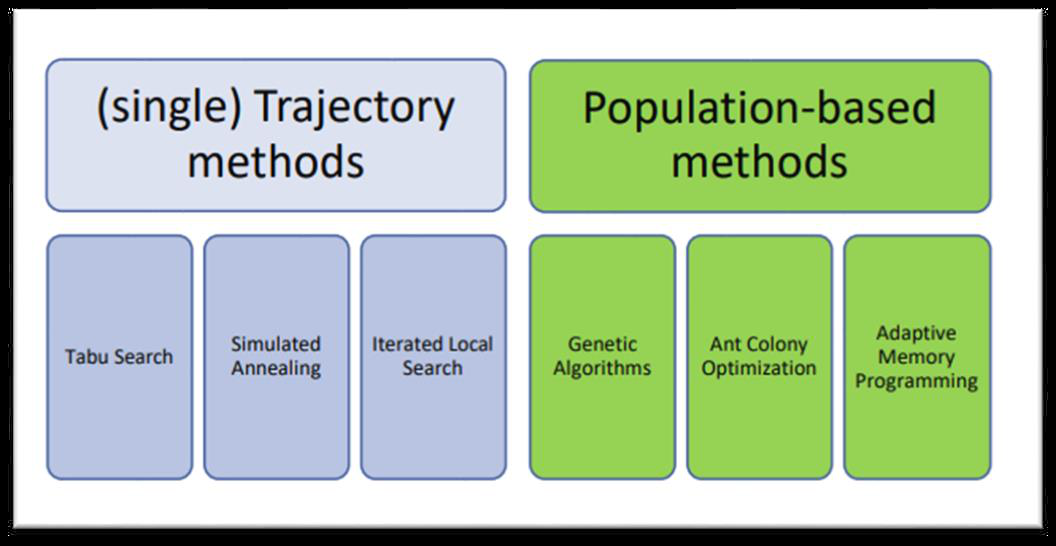 (single) Trajectory
methods
Population-based
methods
Tabu Search
Simulated
Annealing
Iterated Local
Search
Genetic
Algorithms
Ant Colony
Optimization
Adaptive
Memory
Programming